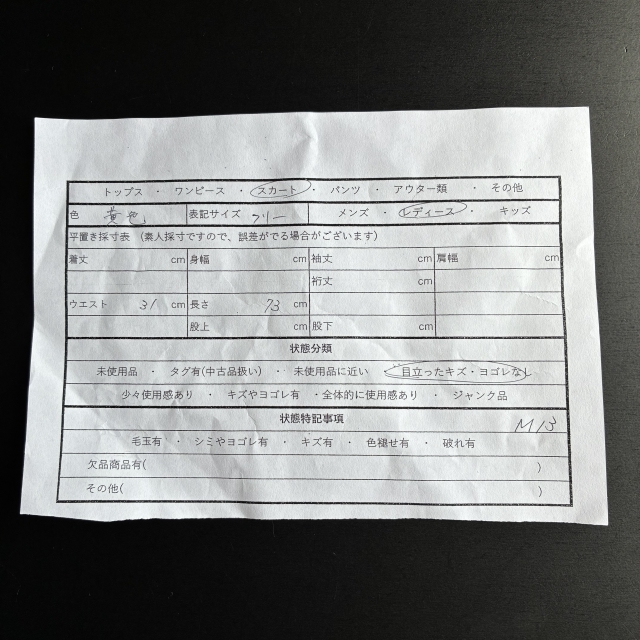 トップス ・ ワンピース ・ スカート ・ パンツ ・ アウター類 ・ その他
色 黄色 表記サイズ フリー メンズ ・ レディース ・ キッズ
平置き採寸表 (素人採寸ですので、誤差がでる場合がございます)
着丈 cm 身幅 cm 袖丈 cm 肩幅 cm
裄丈 cm
ウエスト 31 cm 長さ 73 cm
股上 cm 股下 cm
状態分類
未使用品 ・ タグ有(中古品扱い) ・ 未使用品に近い ・ 目立ったキズ・ヨゴレなし
少々使用感あり ・ キズやヨゴレ有 ・全体的に使用感あり ・ ジャンク品
状態特記事項 M13
毛玉有 ・ シミやヨゴレ有 ・ キズ有 ・ 色褪せ有 ・ 破れ有
欠品商品有( )
その他( )